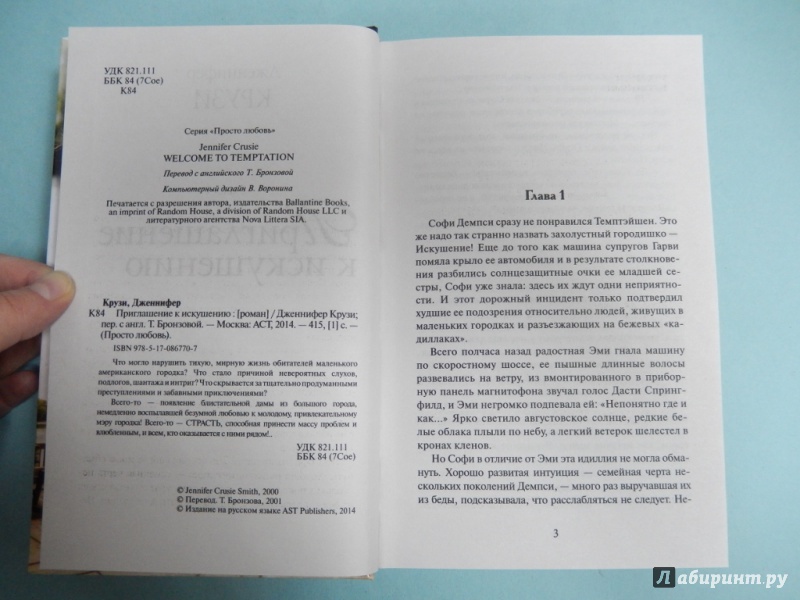 УДК 821.111
ББК 84 (7Сое)
К84
Серия «Просто любовь»
Jennifer Crusie
WELCOME TO TEMPTATION
Перевод с английского Т. Бронзовой
Компьютерный дизайн В. Воронина
Печатается с разрешения автора, издательства Ballantine Books,
an imprint of Random House, a division of Random House LLC и
литературного агентства Nova Littera SIA.
Крузи, Дженнифер
К84 Приглашение к искушению : [роман] / Дженнифер Крузи;
пер. с англ. Т. Бронзовой. — Москва: АСТ, 2014. — 415, [1] с. —
(Просто любовь).
ISBN 978-5-17-086770-7
Что могло нарушить тихую, мирную жизнь обитателей маленького
американского городка? Что стало причиной невероятных слухов,
подлогов, шантажа и интриг? Что скрывается за тщательно продуманными
преступлениями и забавными приключениями?
Всего-то — появление блистательной дамы из большого города,
немедленно воспылавшей безумной любовью к молодому, привлекательному
мэру городка! Всего-то — СТРАСТЬ, способная принести массу проблем и
влюбленным, и всем, кто оказывается с ними рядом!..
УДК 821.111
ББК 84 (7Сое)
© Jennifer Crusie Smith, 2000
© Перевод. Т. Бронзова, 2001
© Издание на русском языке AST Publishers, 2014
Глава 1
Софи Демпси сразу не понравился Темптэйшен. Это
же надо так странно назвать захолустный городишко —
Искушение! Еще до того как машина супругов Гарви
помяла крыло ее автомобиля и в результате столкнове-
ния разбились солнцезащитные очки ее младшей сес-
тры, Софи уже знала: здесь их ждут одни неприятно-
сти. И этот дорожный инцидент только подтвердил
худшие ее подозрения относительно людей, живущих в
маленьких городках и разъезжающих на бежевых «ка-
диллаках».
Всего полчаса назад радостная Эми гнала машину
по скоростному шоссе, ее пышные длинные волосы
развевались на ветру, из вмонтированного в прибор-
ную панель магнитофона звучал голос Дасти Спринг-
филд, и Эми негромко подпевала ей: «Непонятно где и
как...» Ярко светило августовское солнце, редкие бе-
лые облака плыли по небу, а легкий ветерок шелестел в
кронах кленов.
Но Софи в отличие от Эми эта идиллия не могла об-
мануть. Хорошо развитая интуиция — семейная черта не-
скольких поколений Демпси, — много раз выручавшая их
из беды, подсказывала, что расслабляться не следует. Не-
3
Лабиринт.ру